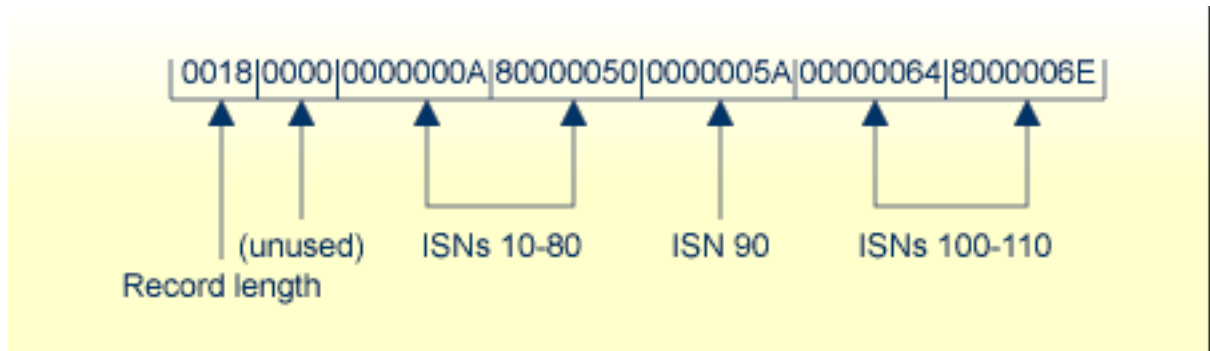 0018|0000|0000000A|80000050|0000005A|00000064|8000006E
(unused) ISNs 10-80 ISN 90 ISNs 100-110
Record length